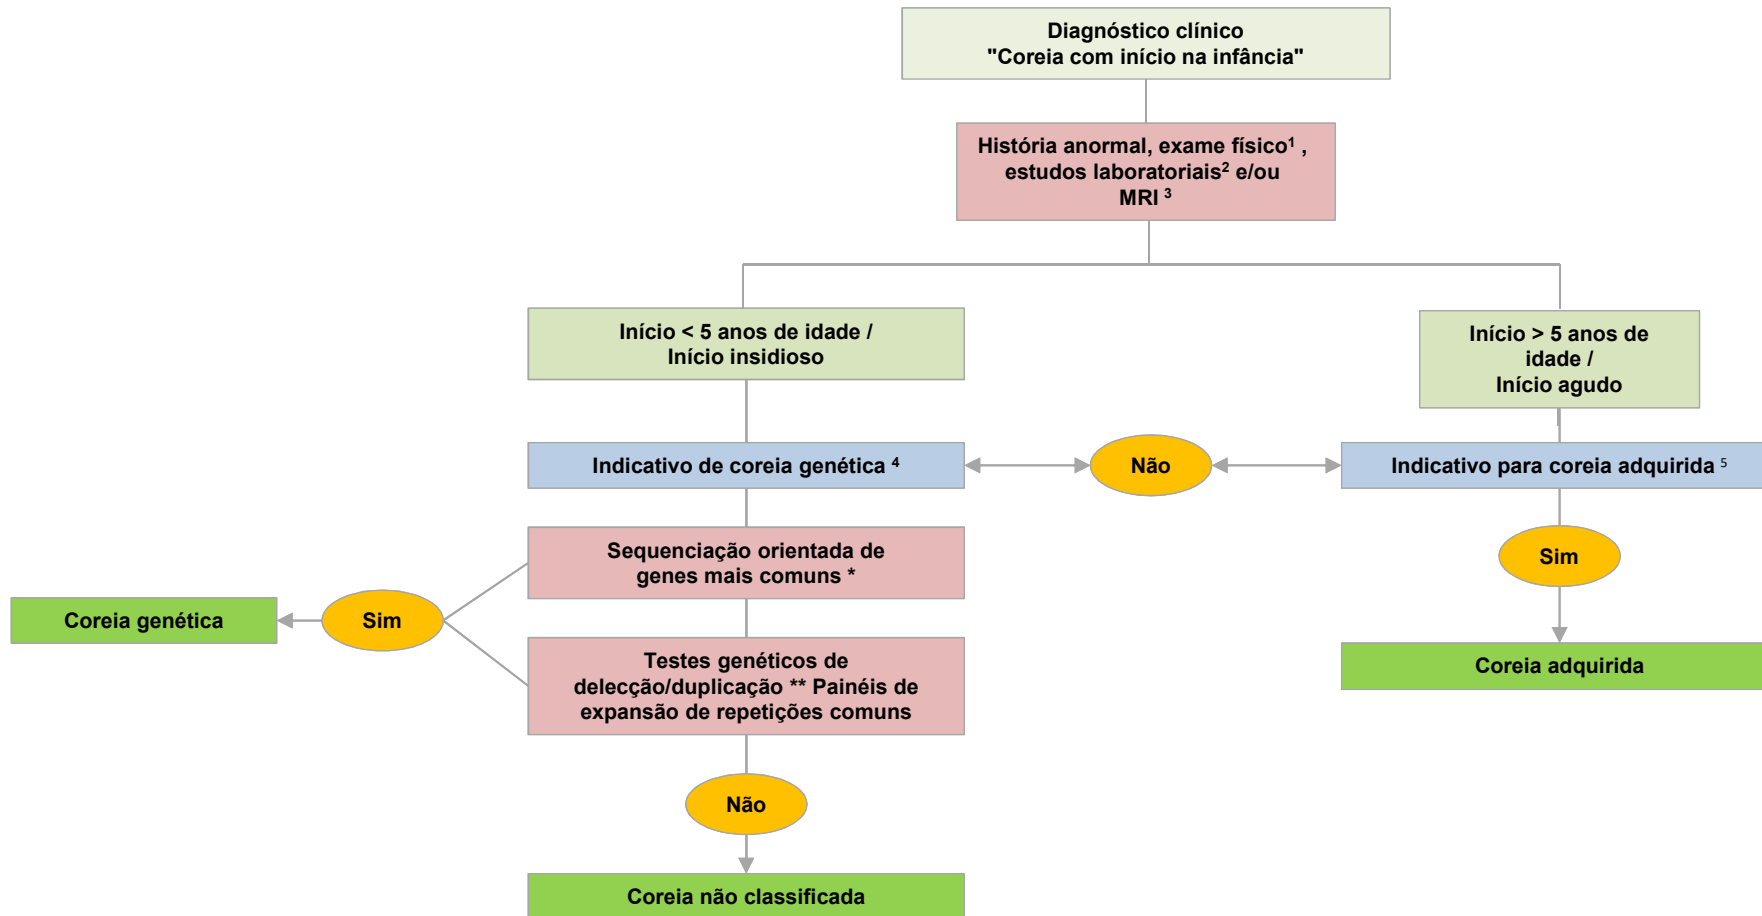 Diagnóstico clínico
"Coreia com início na infância"
História anormal, exame físico¹ ,
estudos laboratoriais² e/ou
MRI ³
Início < 5 anos de idade /
Início insidioso
Início > 5 anos de
idade /
Início agudo
Indicativo de coreia genética ⁴
Não
Indicativo para coreia adquirida ⁵
Sequenciação orientada de
genes mais comuns *
Sim
Coreia genética
Sim
Testes genéticos de
delecção/duplicação ** Painéis de
expansão de repetições comuns
Coreia adquirida
Não
Coreia não classificada